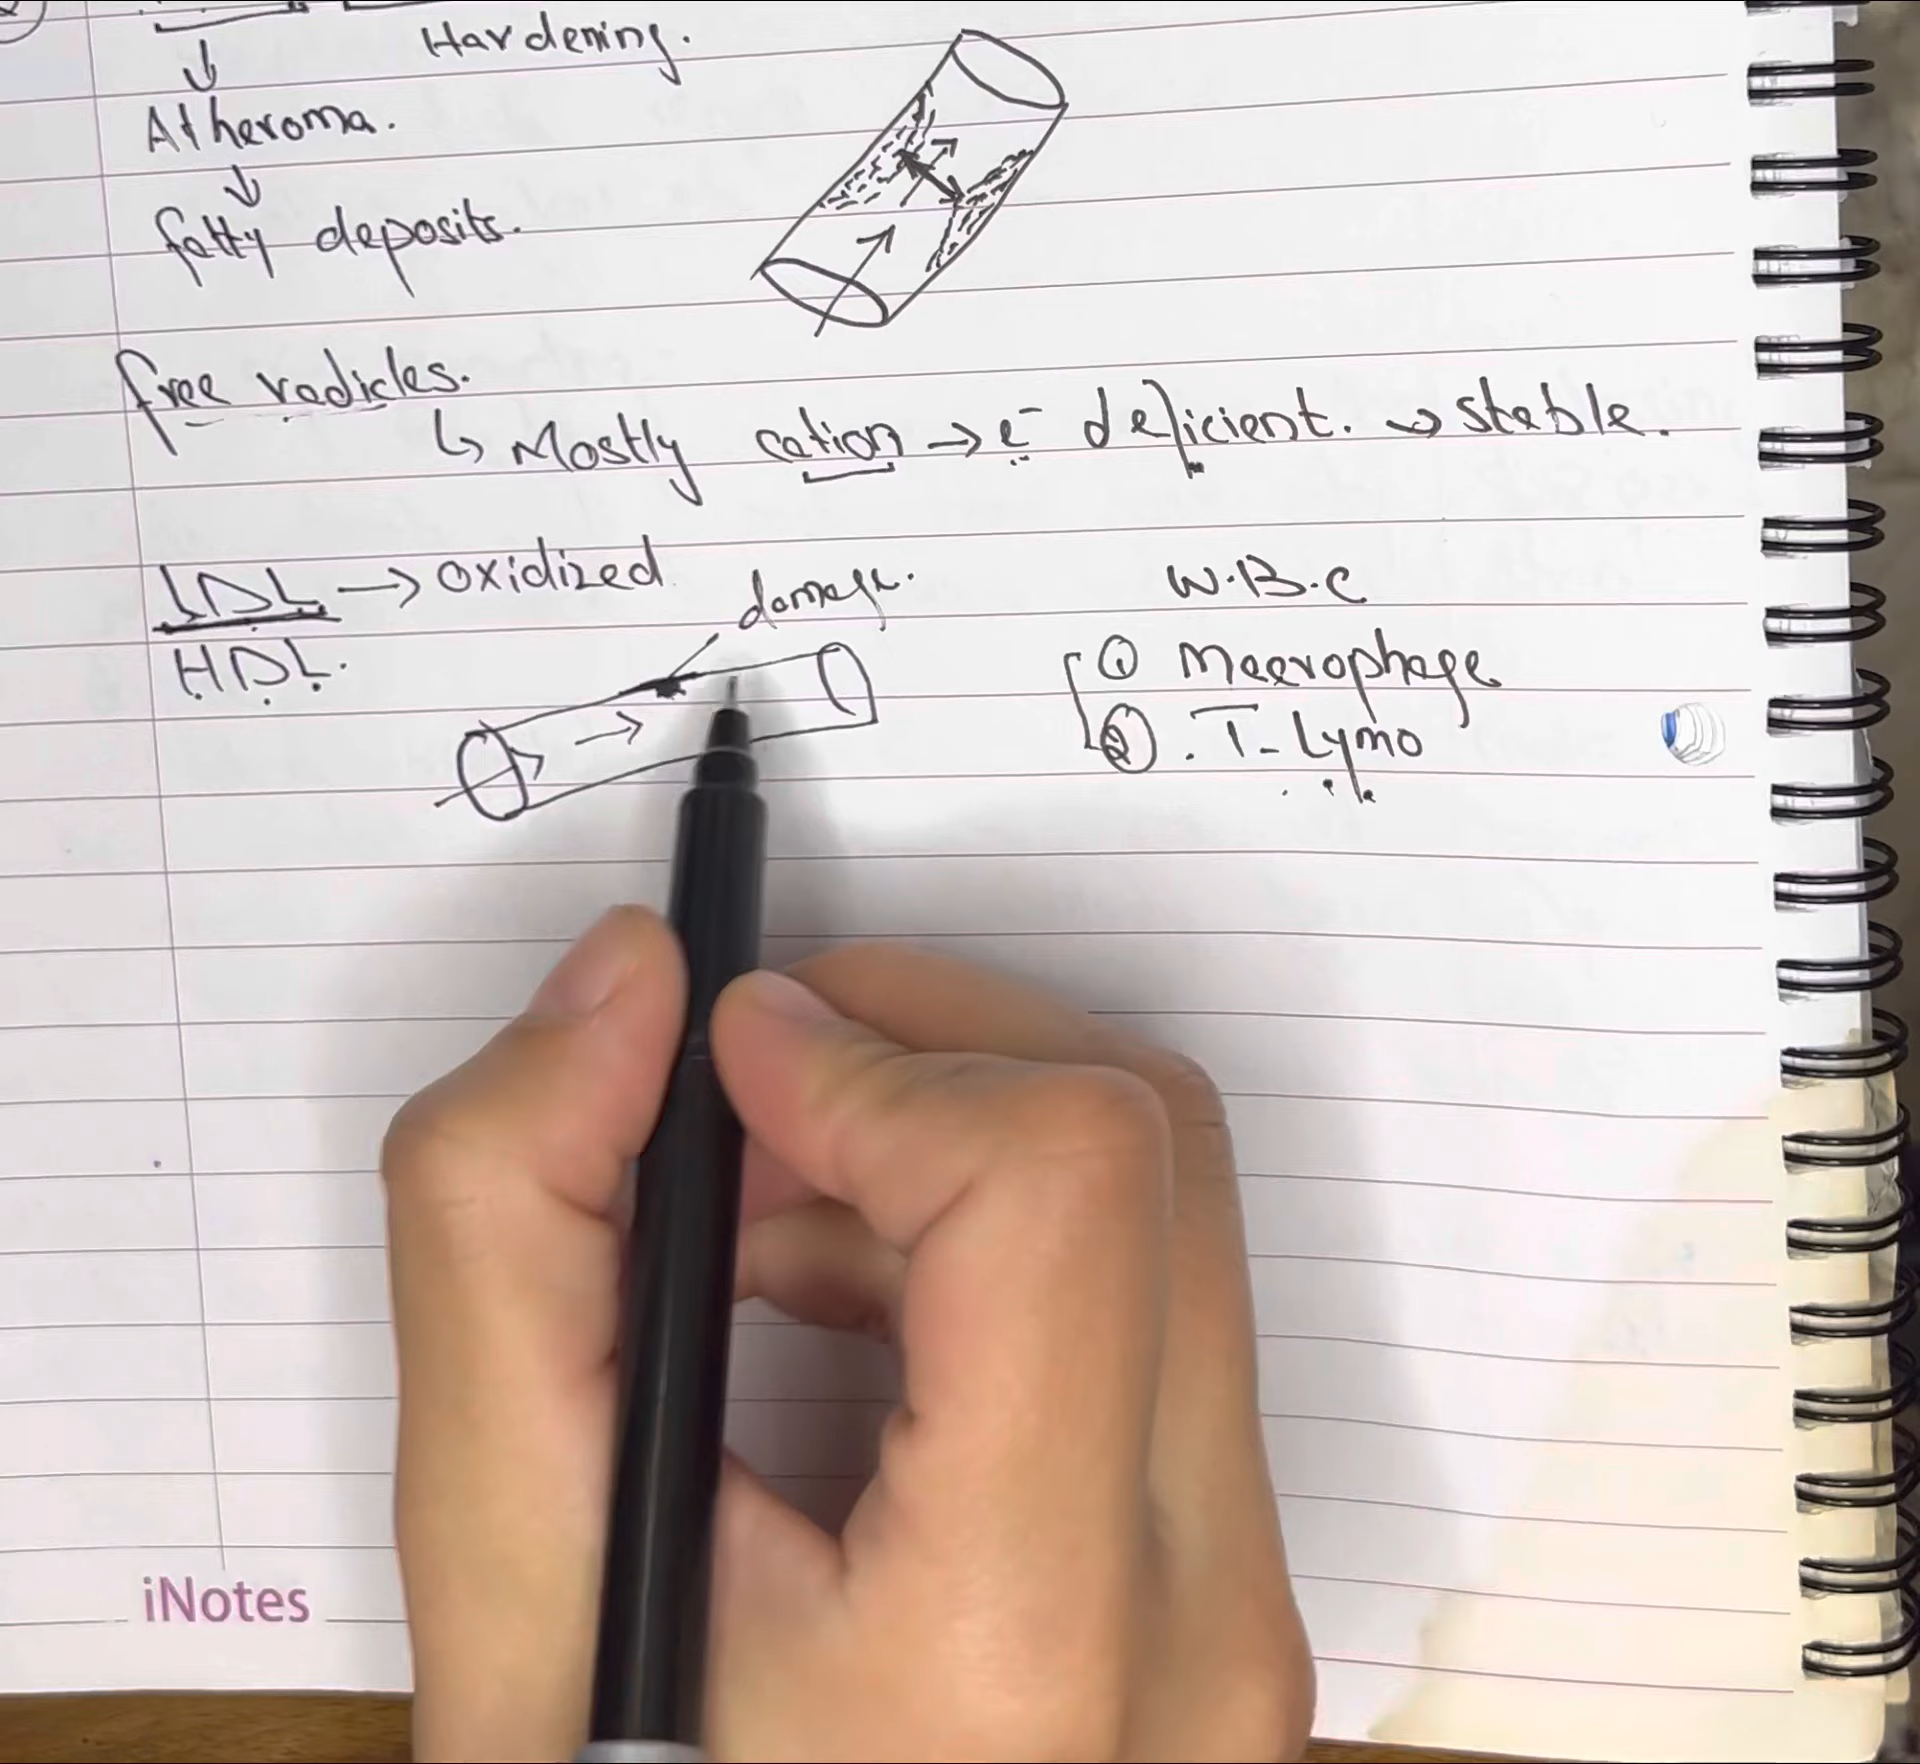 Hardening.
Atheroma.
fatty deposits.
free radicles.
↳ Mostly cation → e⁻ deficient. → stable.
LDL → oxidized
damage.
HDL.
W.B.C
① Macrophage
② . T-Lymo
iNotes